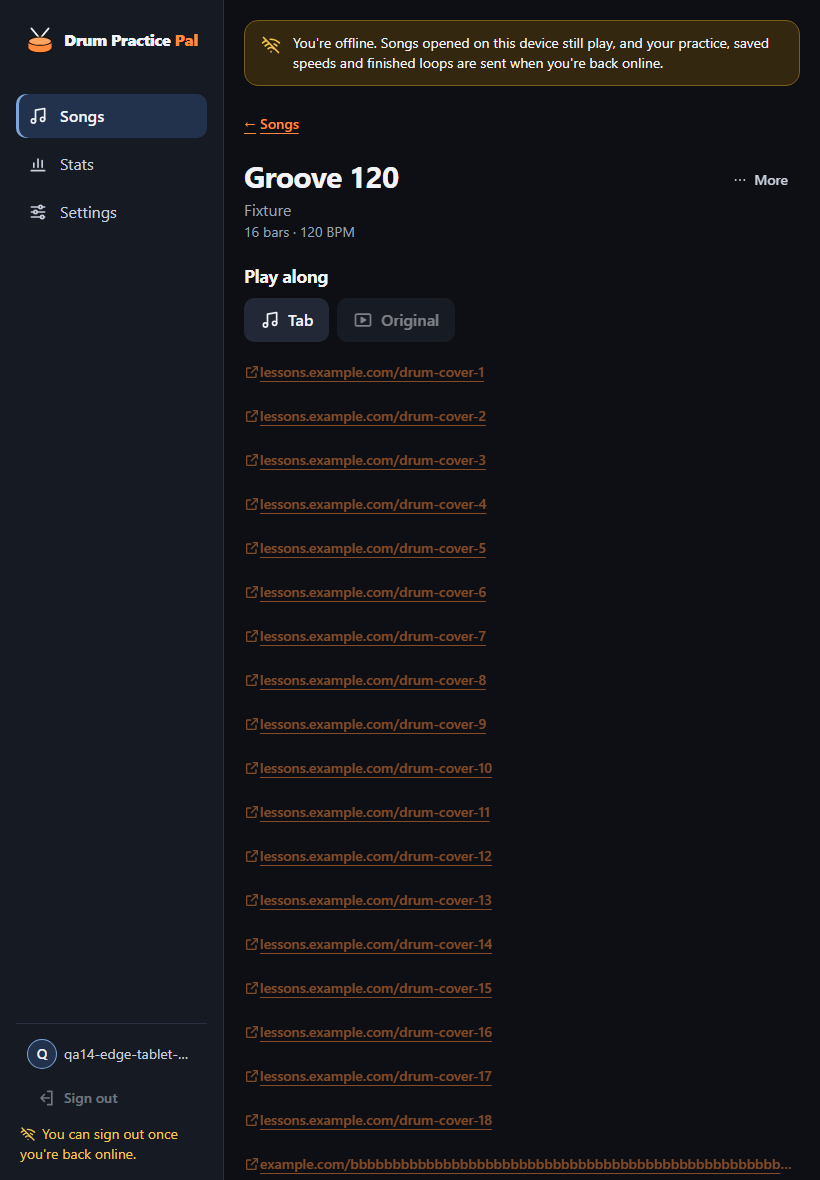 Drum Practice Pal
Songs
Stats
Settings
Q
qa14-edge-tablet-...
Sign out
You can sign out once
you're back online.
You're offline. Songs opened on this device still play, and your practice, saved
speeds and finished loops are sent when you're back online.
← Songs
Groove 120
··· More
Fixture
16 bars · 120 BPM
Play along
Tab
Original
lessons.example.com/drum-cover-1
lessons.example.com/drum-cover-2
lessons.example.com/drum-cover-3
lessons.example.com/drum-cover-4
lessons.example.com/drum-cover-5
lessons.example.com/drum-cover-6
lessons.example.com/drum-cover-7
lessons.example.com/drum-cover-8
lessons.example.com/drum-cover-9
lessons.example.com/drum-cover-10
lessons.example.com/drum-cover-11
lessons.example.com/drum-cover-12
lessons.example.com/drum-cover-13
lessons.example.com/drum-cover-14
lessons.example.com/drum-cover-15
lessons.example.com/drum-cover-16
lessons.example.com/drum-cover-17
lessons.example.com/drum-cover-18
example.com/bbbbbbbbbbbbbbbbbbbbbbbbbbbbbbbbbbbbbbbbbbbbbbbbbbb...